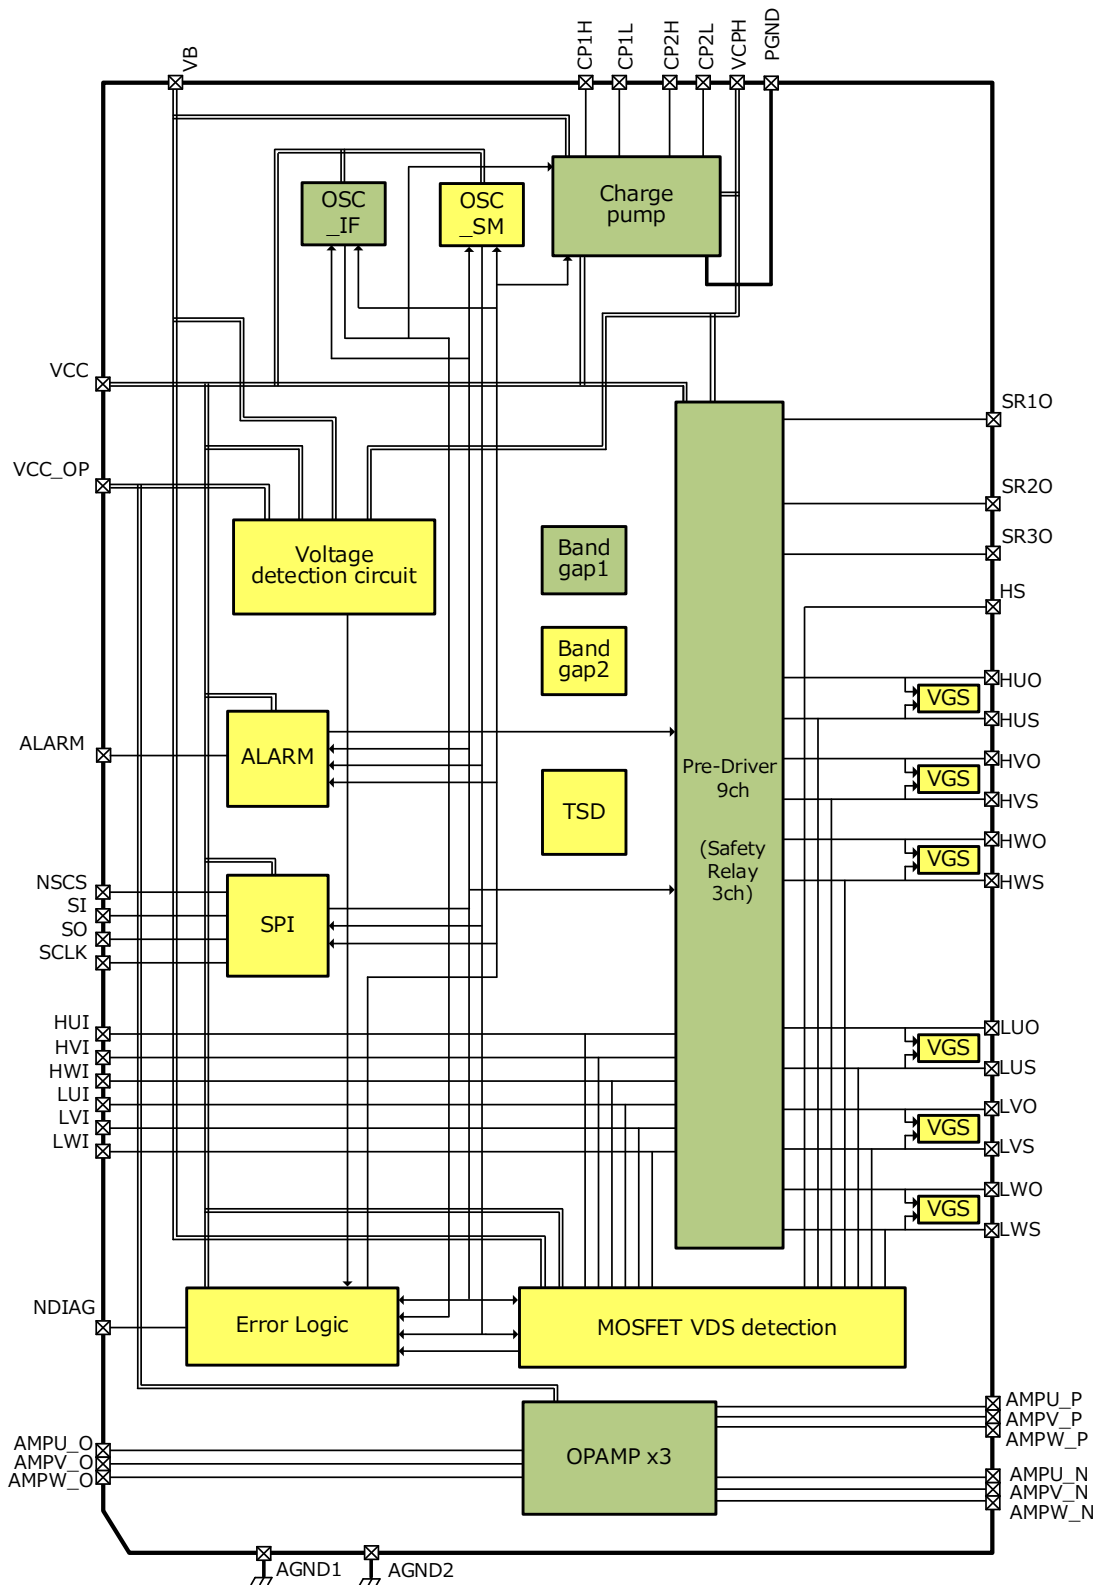 VB
CP1H
CP1L
CP2H
CP2L
VCPH
PGND
OSC
_IF
OSC
_SM
Charge
pump
VCC
VCC_OP
SR1O
SR2O
SR3O
HS
Voltage
detection circuit
Band
gap1
Band
gap2
TSD
ALARM
ALARM
Pre-Driver
9ch
(Safety
Relay
3ch)
HUO
VGS
HUS
HVO
VGS
HVS
HWO
VGS
HWS
NSCS
SI
SO
SCLK
SPI
HUI
HVI
HWI
LUI
LVI
LWI
LUO
VGS
LUS
LVO
VGS
LVS
LWO
VGS
LWS
NDIAG
Error Logic
MOSFET VDS detection
AMPU_O
AMPV_O
AMPW_O
OPAMP x3
AMPU_P
AMPV_P
AMPW_P
AMPU_N
AMPV_N
AMPW_N
AGND1
AGND2